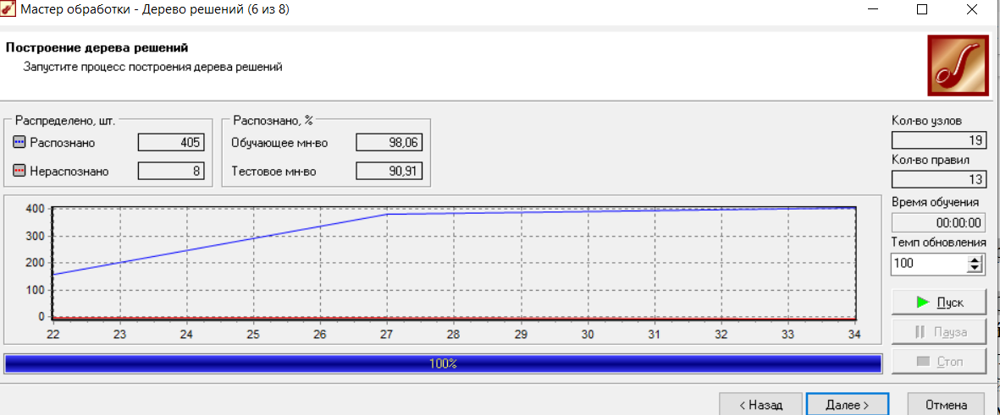 Мастер обработки - Дерево решений (6 из 8)
Построение дерева решений
Запустите процесс построения дерева решений
Распределено, шт.
Распознано 405
Нераспознано 8
Распознано, %
Обучающее мн-во 98,06
Тестовое мн-во 90,91
Кол-во узлов
19
Кол-во правил
13
Время обучения
00:00:00
Темп обновления
100
Пуск
Пауза
Стоп
400
300
200
100
0
22 23 24 25 26 27 28 29 30 31 32 33 34
100%
< Назад Далее > Отмена